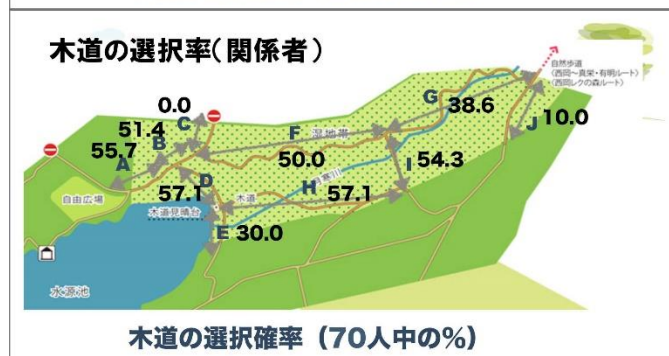 木道の選択率(関係者)
自然歩道
(西岡~真栄・有明ルート)
(西岡レクの森ルート)
0.0
51.4
C
G
38.6
B
F
湿地帯
J
10.0
55.7
A
50.0
I
54.3
57.1
D
H
57.1
自由広場
木道
木道見晴台
E
30.0
水源池
木道の選択確率 (70人中の%)